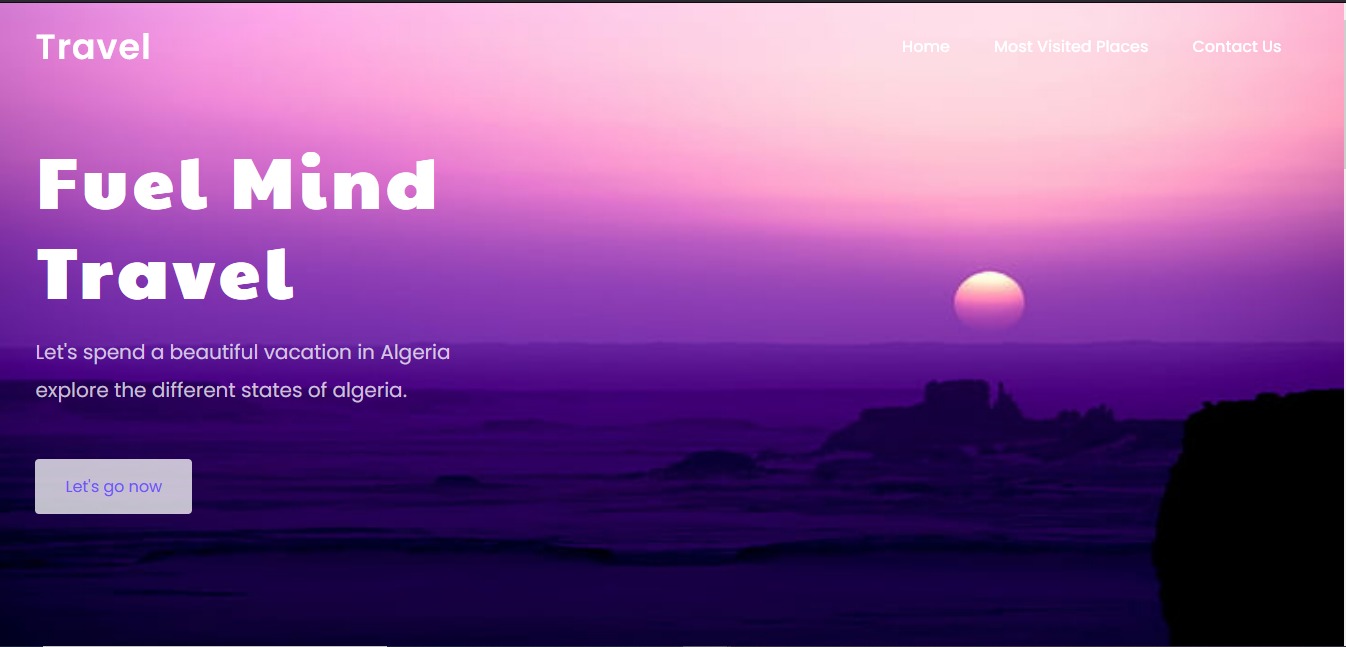 Travel
Home Most Visited Places Contact Us
Fuel Mind
Travel
Let's spend a beautiful vacation in Algeria
explore the different states of algeria.
Let's go now